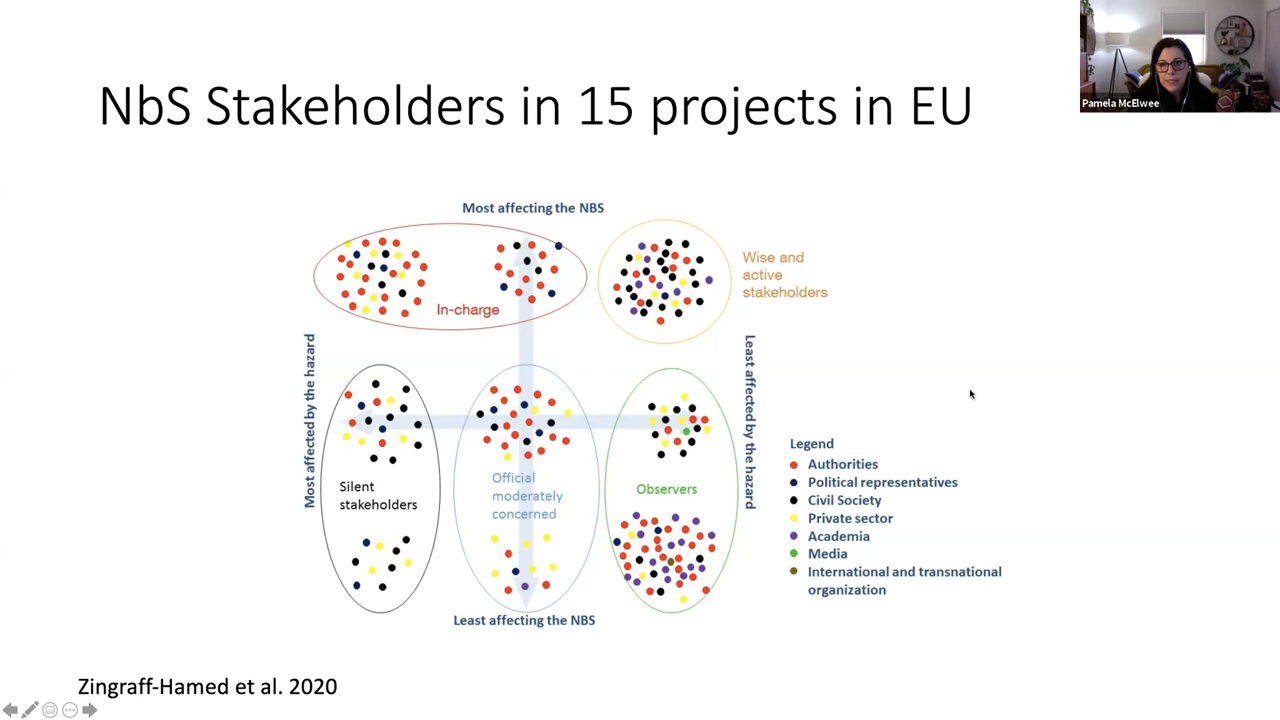 NbS Stakeholders in 15 projects in EU
Pamela McElwee
Most affecting the NBS
Wise and
active
stakeholders
In-charge
Most affected by the hazard
Least affected by the hazard
Silent
stakeholders
Official
moderately
concerned
Observers
Legend
Authorities
Political representatives
Civil Society
Private sector
Academia
Media
International and transnational
organization
Least affecting the NBS
Zingraff-Hamed et al. 2020